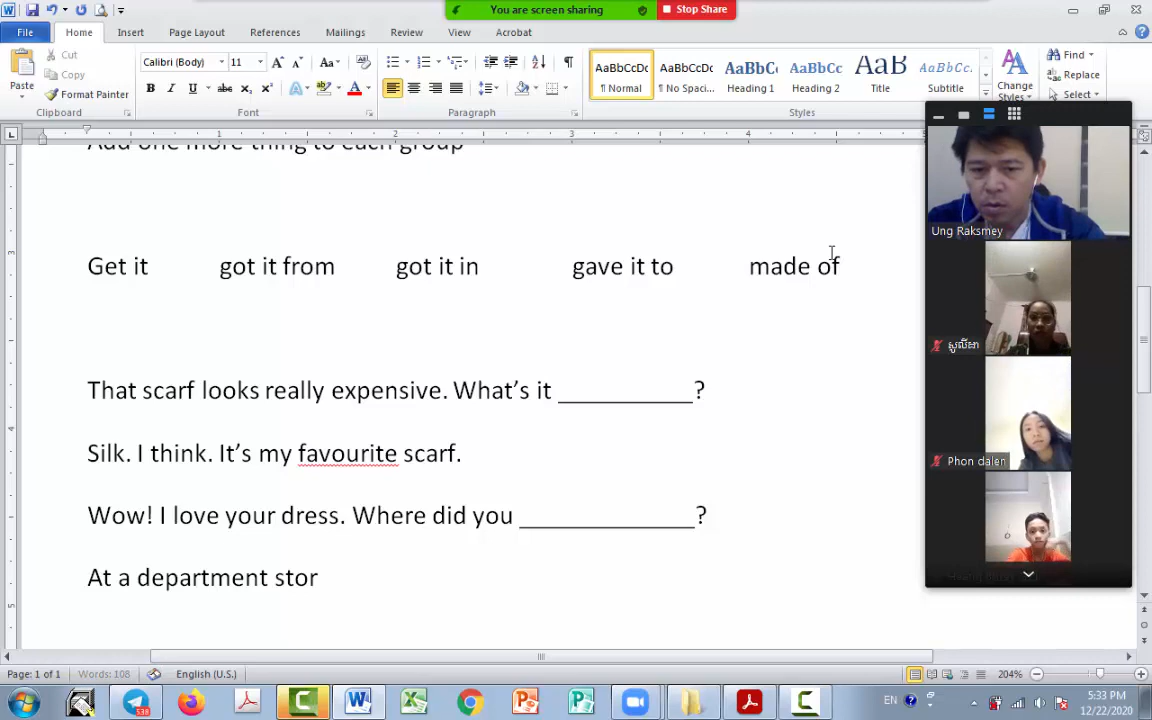 You are screen sharing
Stop Share
File
Home
Insert
Page Layout
References
Mailings
Review
View
Acrobat
Paste
Cut
Copy
Format Painter
Clipboard
Calibri (Body)
11
Font
Paragraph
AaBbCcDc
¶ Normal
AaBbCcDc
¶ No Spaci...
AaBbC
Heading 1
AaBbCc
Heading 2
AaB
Title
AaBbCc.
Subtitle
Change
Styles
Styles
Find
Replace
Select
Add one more thing to each group
Get it got it from got it in gave it to made of
That scarf looks really expensive. What’s it ___________?
Silk. I think. It’s my favourite scarf.
Wow! I love your dress. Where did you ______________?
At a department stor
Ung Raksmey
សូលីដា
Phon dalen
Page: 1 of 1
Words: 108
English (U.S.)
204%
EN
5:33 PM
12/22/2020